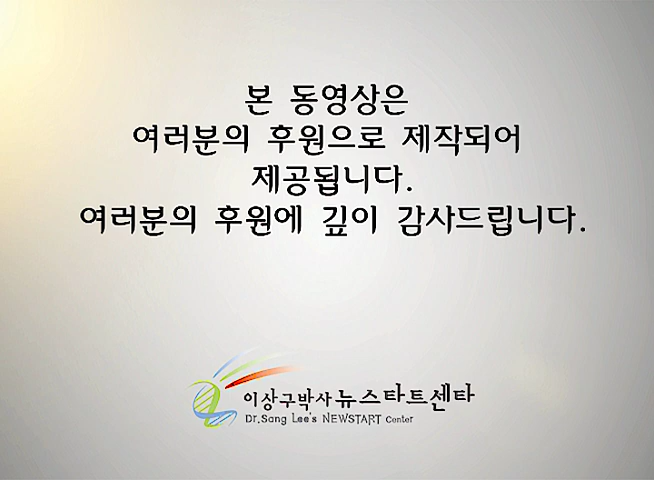 본 동영상은
여러분의 후원으로 제작되어
제공됩니다.
여러분의 후원에 깊이 감사드립니다.
이상구박사 뉴스타트센타
Dr.Sang Lee's NEWSTART Center